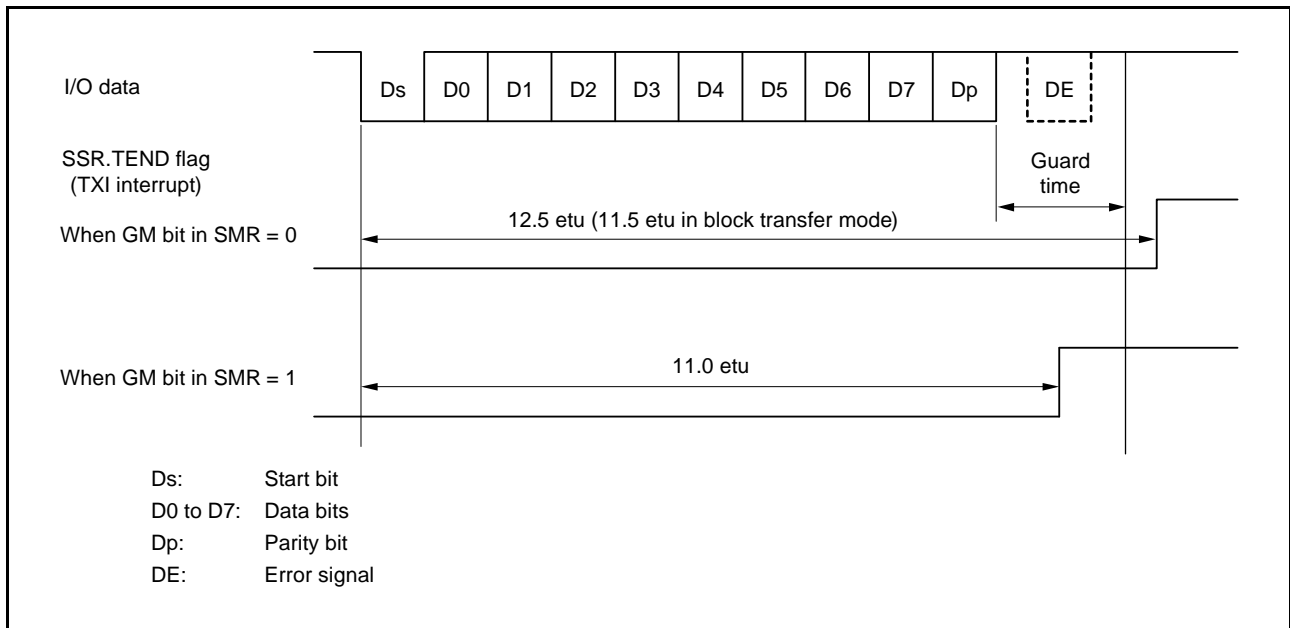 I/O data
Ds D0 D1 D2 D3 D4 D5 D6 D7 Dp DE
SSR.TEND flag
(TXI interrupt)
Guard
time
When GM bit in SMR = 0
12.5 etu (11.5 etu in block transfer mode)
When GM bit in SMR = 1
11.0 etu
Ds: Start bit
D0 to D7: Data bits
Dp: Parity bit
DE: Error signal